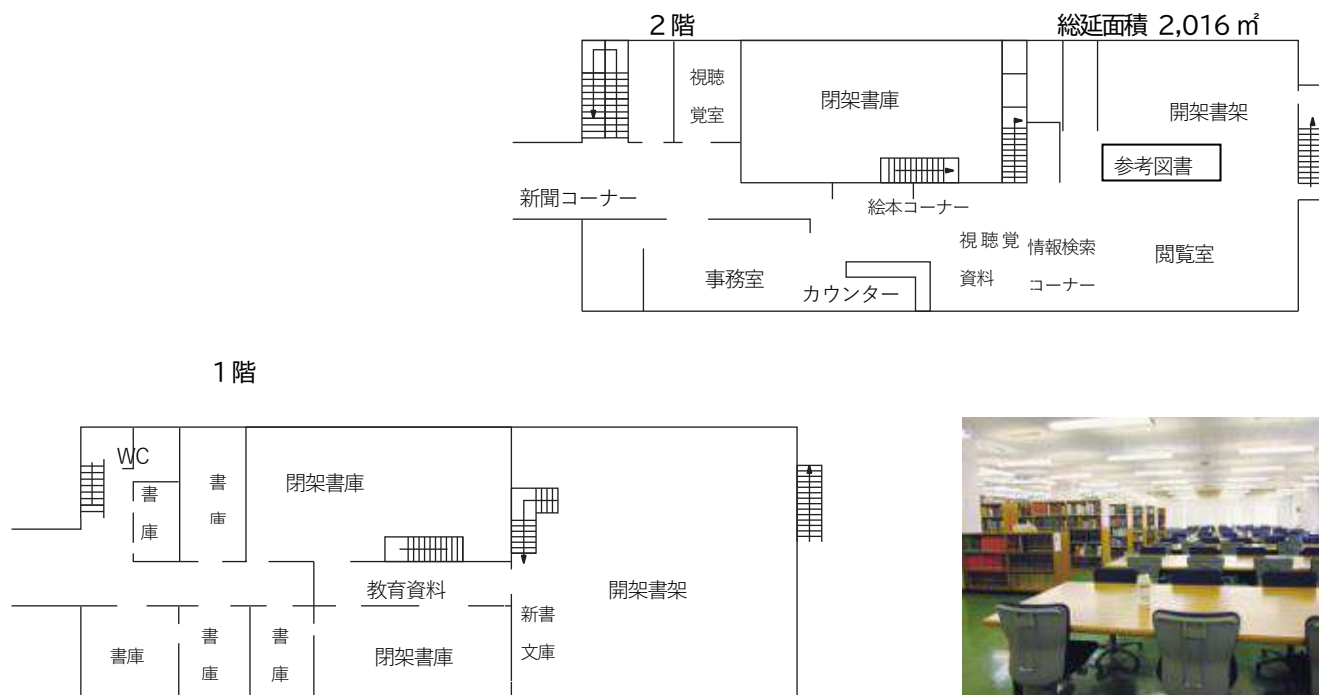 2階
総延面積 2,016 ㎡
視聴
覚室
閉架書庫
開架書架
参考図書
新聞コーナー
絵本コーナー
視聴覚
資料
情報検索
コーナー
閲覧室
事務室
カウンター
1階
WC
書
庫
書
庫
閉架書庫
教育資料
開架書架
新書
文庫
書庫
書
庫
書
庫
閉架書庫